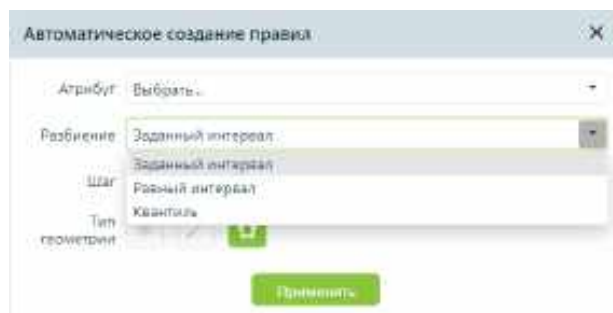 Автоматическое создание правил
Атрибут Выбрать...
Разбиение Заданный интервал
Заданный интервал
Шаг
Равный интервал
Квантиль
Тип
геометрии
Применить